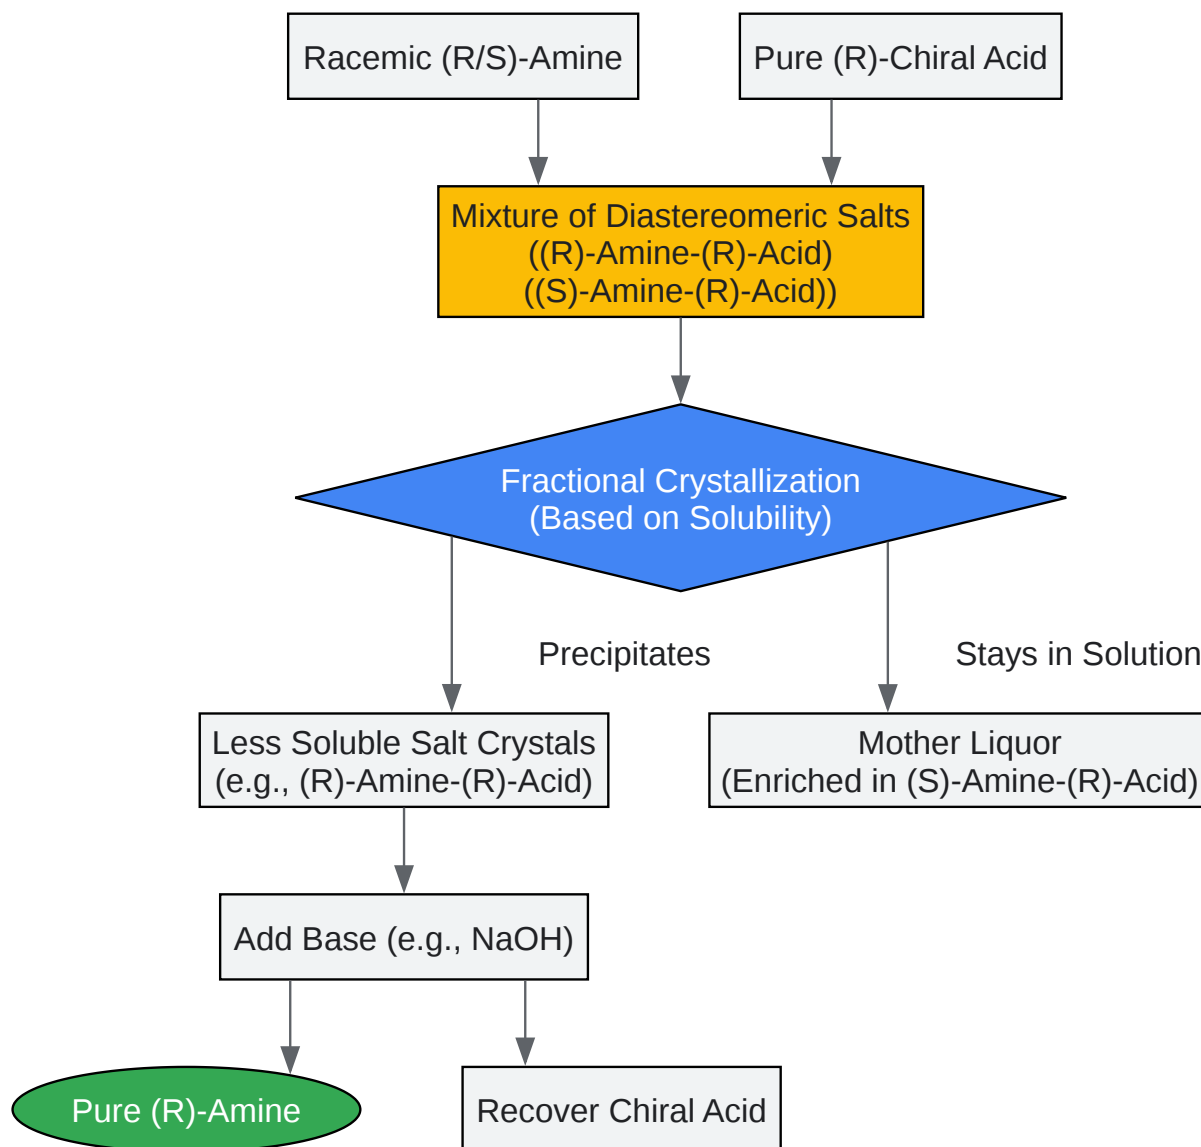 Racemic (R/S)-Amine
Pure (R)-Chiral Acid
Mixture of Diastereomeric Salts
((R)-Amine-(R)-Acid)
((S)-Amine-(R)-Acid))
Fractional Crystallization
(Based on Solubility)
Precipitates
Stays in Solution
Less Soluble Salt Crystals
(e.g., (R)-Amine-(R)-Acid)
Mother Liquor
(Enriched in (S)-Amine-(R)-Acid)
Add Base (e.g., NaOH)
Pure (R)-Amine
Recover Chiral Acid